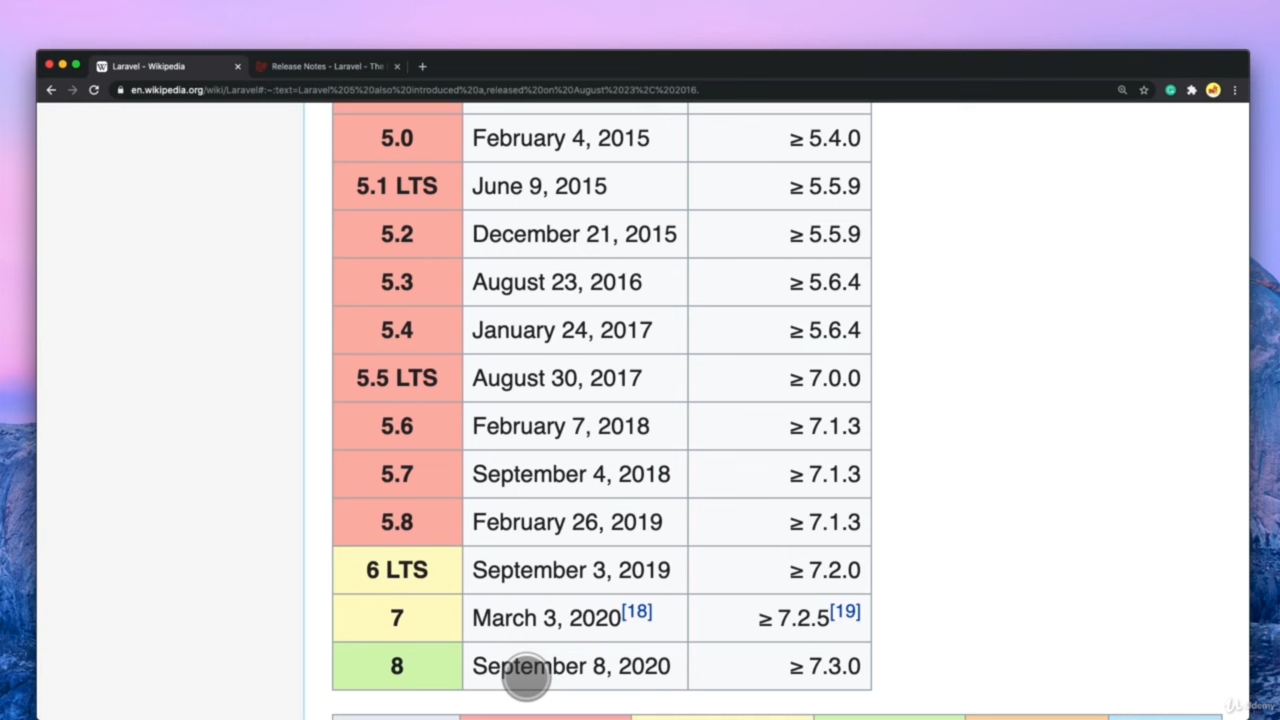 Laravel - Wikipedia
Release Notes - Laravel - The
en.wikipedia.org/wiki/Laravel#:~:text=Laravel%205%20also%20introduced%20a,released%20on%20August%2023%2C%202016.
5.0 February 4, 2015 ≥ 5.4.0
5.1 LTS June 9, 2015 ≥ 5.5.9
5.2 December 21, 2015 ≥ 5.5.9
5.3 August 23, 2016 ≥ 5.6.4
5.4 January 24, 2017 ≥ 5.6.4
5.5 LTS August 30, 2017 ≥ 7.0.0
5.6 February 7, 2018 ≥ 7.1.3
5.7 September 4, 2018 ≥ 7.1.3
5.8 February 26, 2019 ≥ 7.1.3
6 LTS September 3, 2019 ≥ 7.2.0
7 March 3, 2020[18] ≥ 7.2.5[19]
8 September 8, 2020 ≥ 7.3.0
Udemy